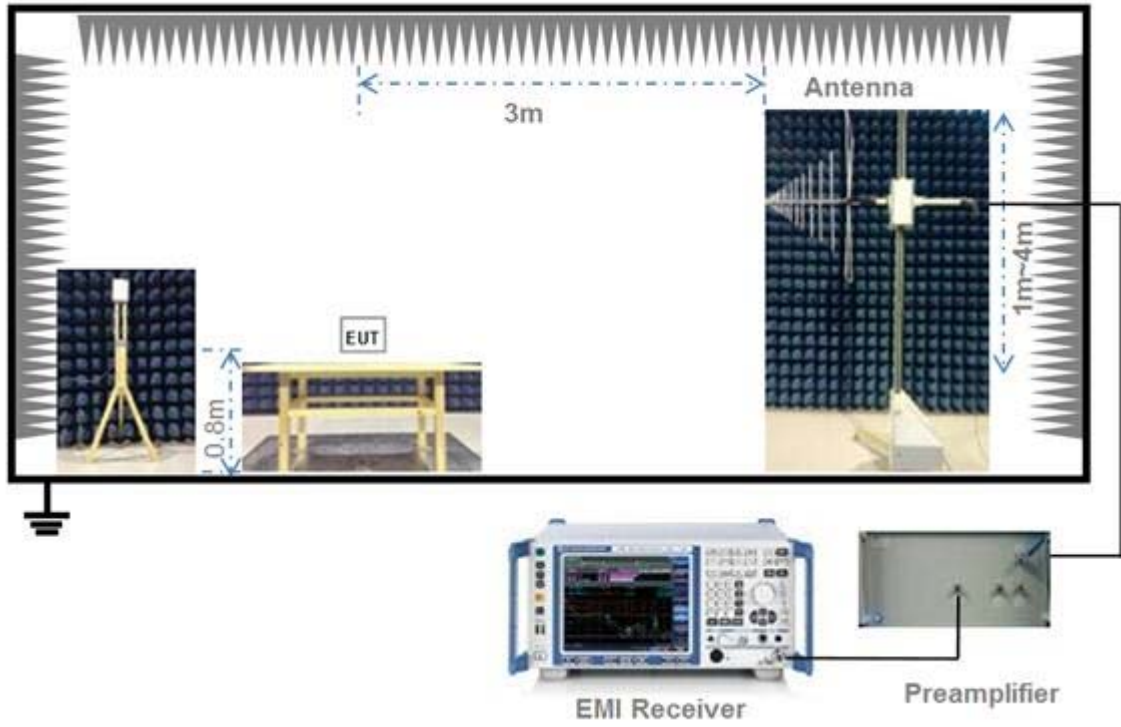 Antenna
3m
1m~4m
EUT
0.8m
EMI Receiver
Preamplifier